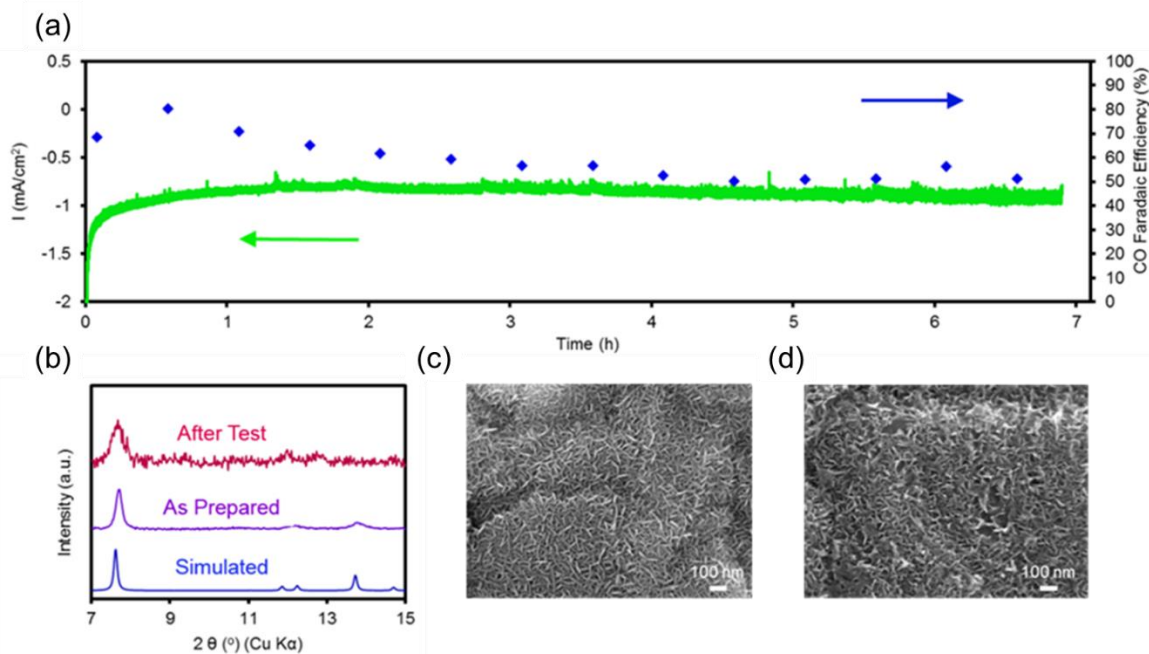 (a)
0.5
0
-0.5
-1
-1.5
-2
I (mA/cm²)
100
90
80
70
60
50
40
30
20
10
0
CO Faradaic Efficiency (%)
0 1 2 3 4 5 6 7
Time (h)
(b)
After Test
As Prepared
Simulated
Intensity (a.u.)
7 9 11 13 15
2 θ (º) (Cu Kα)
(c)
100 nm
(d)
100 nm